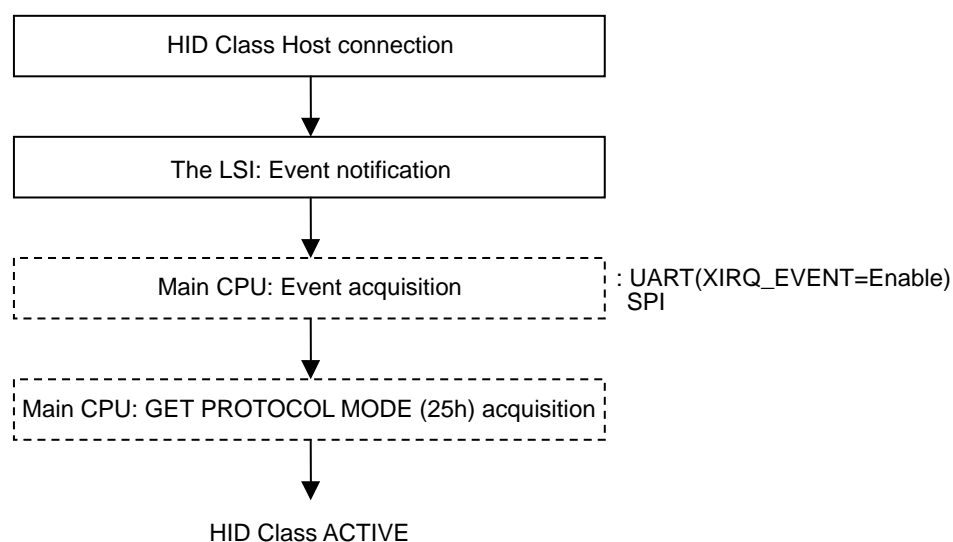 HID Class Host connection
The LSI: Event notification
Main CPU: Event acquisition
: UART(XIRQ_EVENT=Enable)
SPI
Main CPU: GET PROTOCOL MODE (25h) acquisition
HID Class ACTIVE